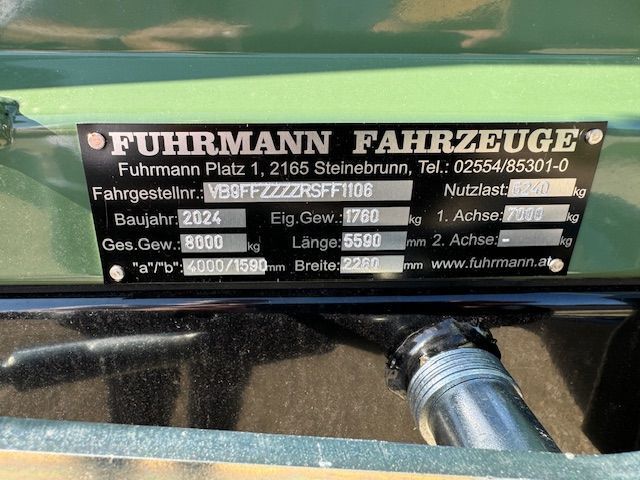 FUHRMANN FAHRZEUGE
Fuhrmann Platz 1, 2165 Steinebrunn, Tel.: 02554/85301-0
Fahrgestellnr.: VB9FFZZZZRSFF1106 Nutzlast: 6240 kg
Baujahr: 2024 Eig.Gew.: 1760 kg 1. Achse: 7000 kg
Ges.Gew.: 8000 kg Länge: 5590 mm 2. Achse: - kg
"a"/"b": 4000/1590 mm Breite: 2260 mm www.fuhrmann.at